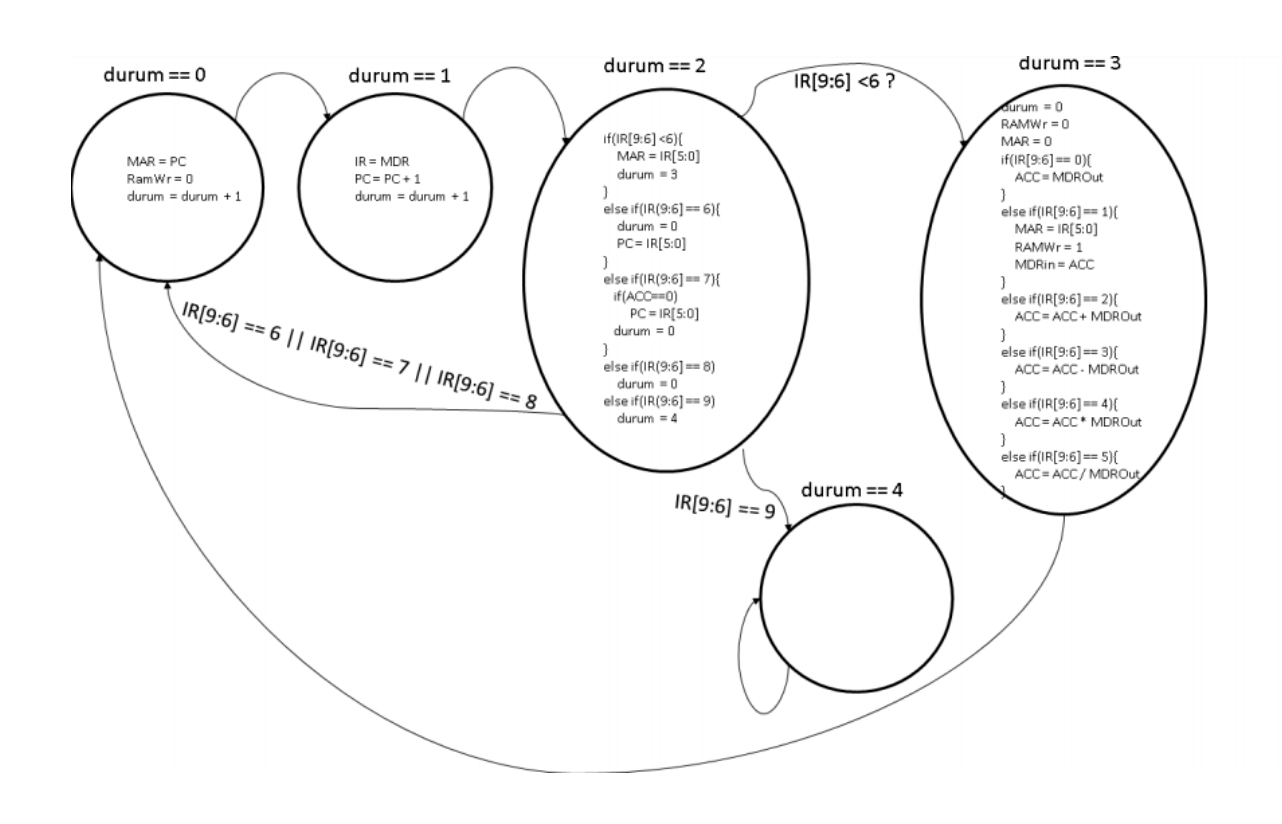 durum == 0
MAR = PC
RamWr = 0
durum = durum + 1
durum == 1
IR = MDR
PC = PC + 1
durum = durum + 1
durum == 2
if(IR[9:6] <6){
MAR = IR[5:0]
durum = 3
}
else if(IR(9:6] == 6){
durum = 0
PC = IR[5:0]
}
else if(IR(9:6] == 7){
if(ACC==0)
PC = IR[5:0]
durum = 0
}
else if(IR(9:6] == 8)
durum = 0
else if(IR(9:6] == 9)
durum = 4
IR[9:6] <6 ?
durum == 3
durum = 0
RAMWr = 0
MAR = 0
if(IR[9:6] == 0){
ACC = MDROut
}
else if(IR[9:6] == 1){
MAR = IR[5:0]
RAMWr = 1
MDRin = ACC
}
else if(IR[9:6] == 2){
ACC = ACC + MDROut
}
else if(IR[9:6] == 3){
ACC = ACC - MDROut
}
else if(IR[9:6] == 4){
ACC = ACC * MDROut
}
else if(IR[9:6] == 5){
ACC = ACC / MDROut
}
IR[9:6] == 6 || IR[9:6] == 7 || IR[9:6] == 8
IR[9:6] == 9
durum == 4